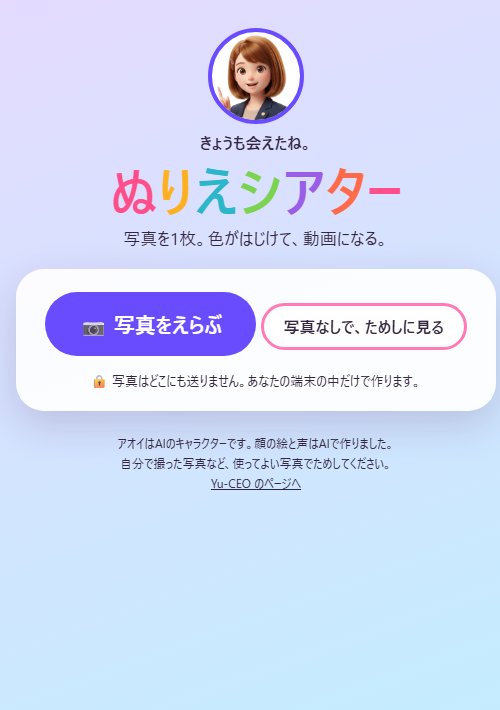 きょうも会えたね。
ぬりえシアター
写真を1枚。色がはじけて、動画になる。
写真をえらぶ
写真なしで、ためしに見る
写真はどこにも送りません。あなたの端末の中だけで作ります。
アオイはAIのキャラクターです。顔の絵と声はAIで作りました。
自分で撮った写真など、使ってよい写真でためしてください。
Yu-CEO のページへ